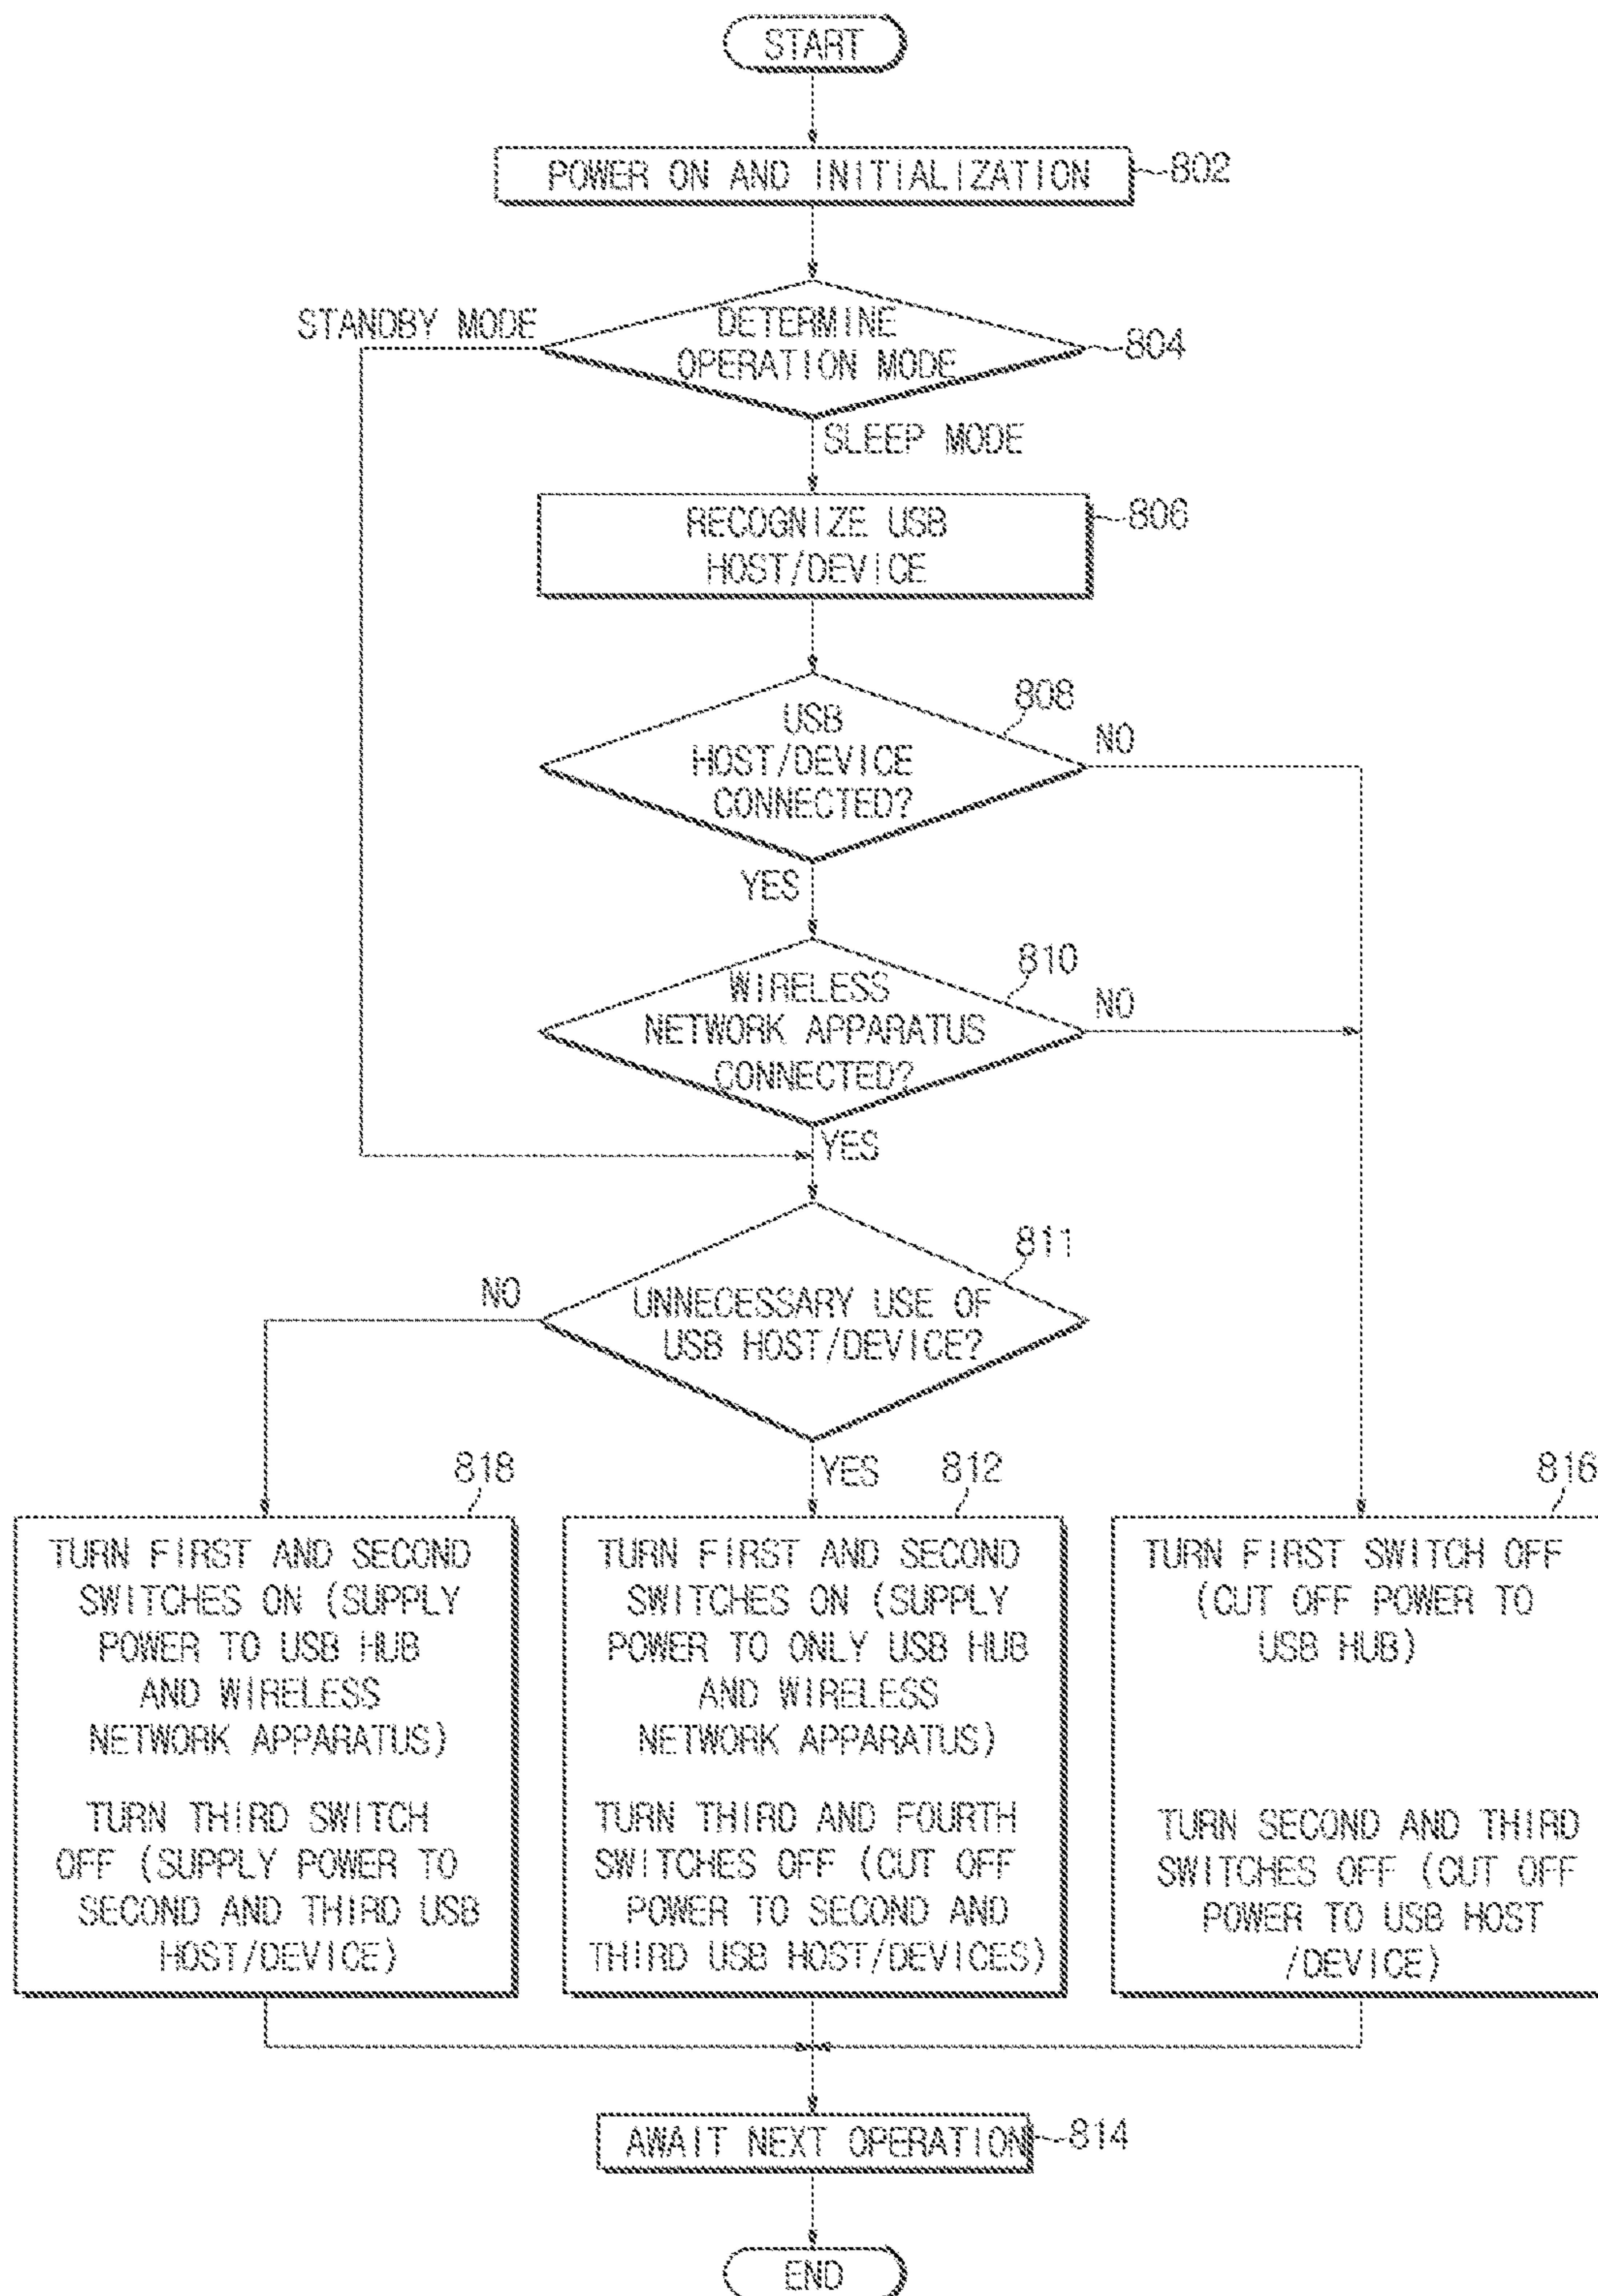 START
POWER ON AND INITIALIZATION
802
STANDBY MODE
DETERMINE
OPERATION MODE
804
SLEEP MODE
RECOGNIZE USB
HOST/DEVICE
806
808
USB
HOST/DEVICE
CONNECTED?
NO
YES
810
WIRELESS
NETWORK APPARATUS
CONNECTED?
NO
YES
811
NO
UNNECESSARY USE OF
USB HOST/DEVICE?
YES
818
TURN FIRST AND SECOND
SWITCHES ON (SUPPLY
POWER TO USB HUB
AND WIRELESS
NETWORK APPARATUS)
TURN THIRD SWITCH
OFF (SUPPLY POWER TO
SECOND AND THIRD USB
HOST/DEVICE)
812
TURN FIRST AND SECOND
SWITCHES ON (SUPPLY
POWER TO ONLY USB HUB
AND WIRELESS
NETWORK APPARATUS)
TURN THIRD AND FOURTH
SWITCHES OFF (CUT OFF
POWER TO SECOND AND
THIRD USB HOST/DEVICES)
816
TURN FIRST SWITCH OFF
(CUT OFF POWER TO
USB HUB)
TURN SECOND AND THIRD
SWITCHES OFF (CUT OFF
POWER TO USB HOST
/DEVICE)
AWAIT NEXT OPERATION
814
END